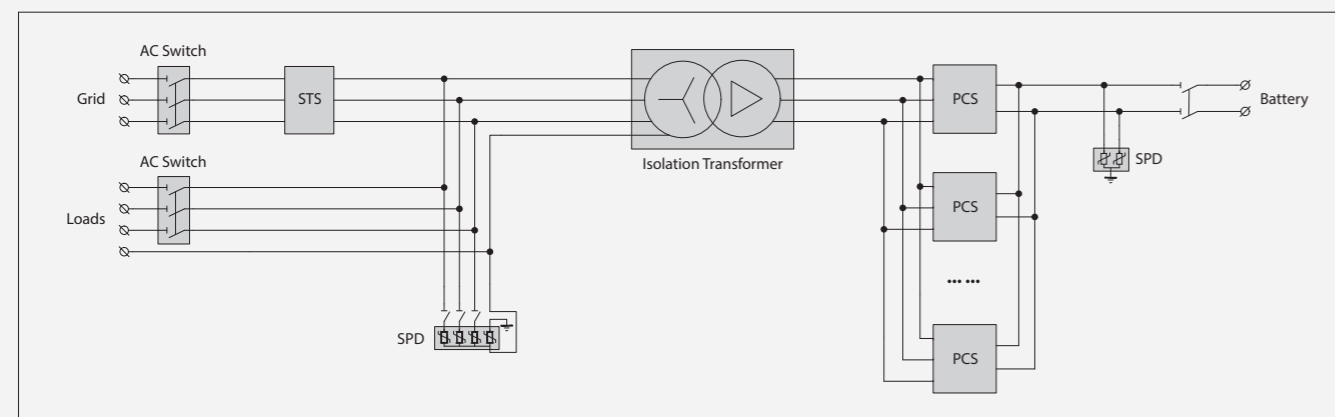 AC Switch
Grid
STS
Isolation Transformer
PCS
Battery
SPD
AC Switch
Loads
PCS
••• •••
SPD
PCS